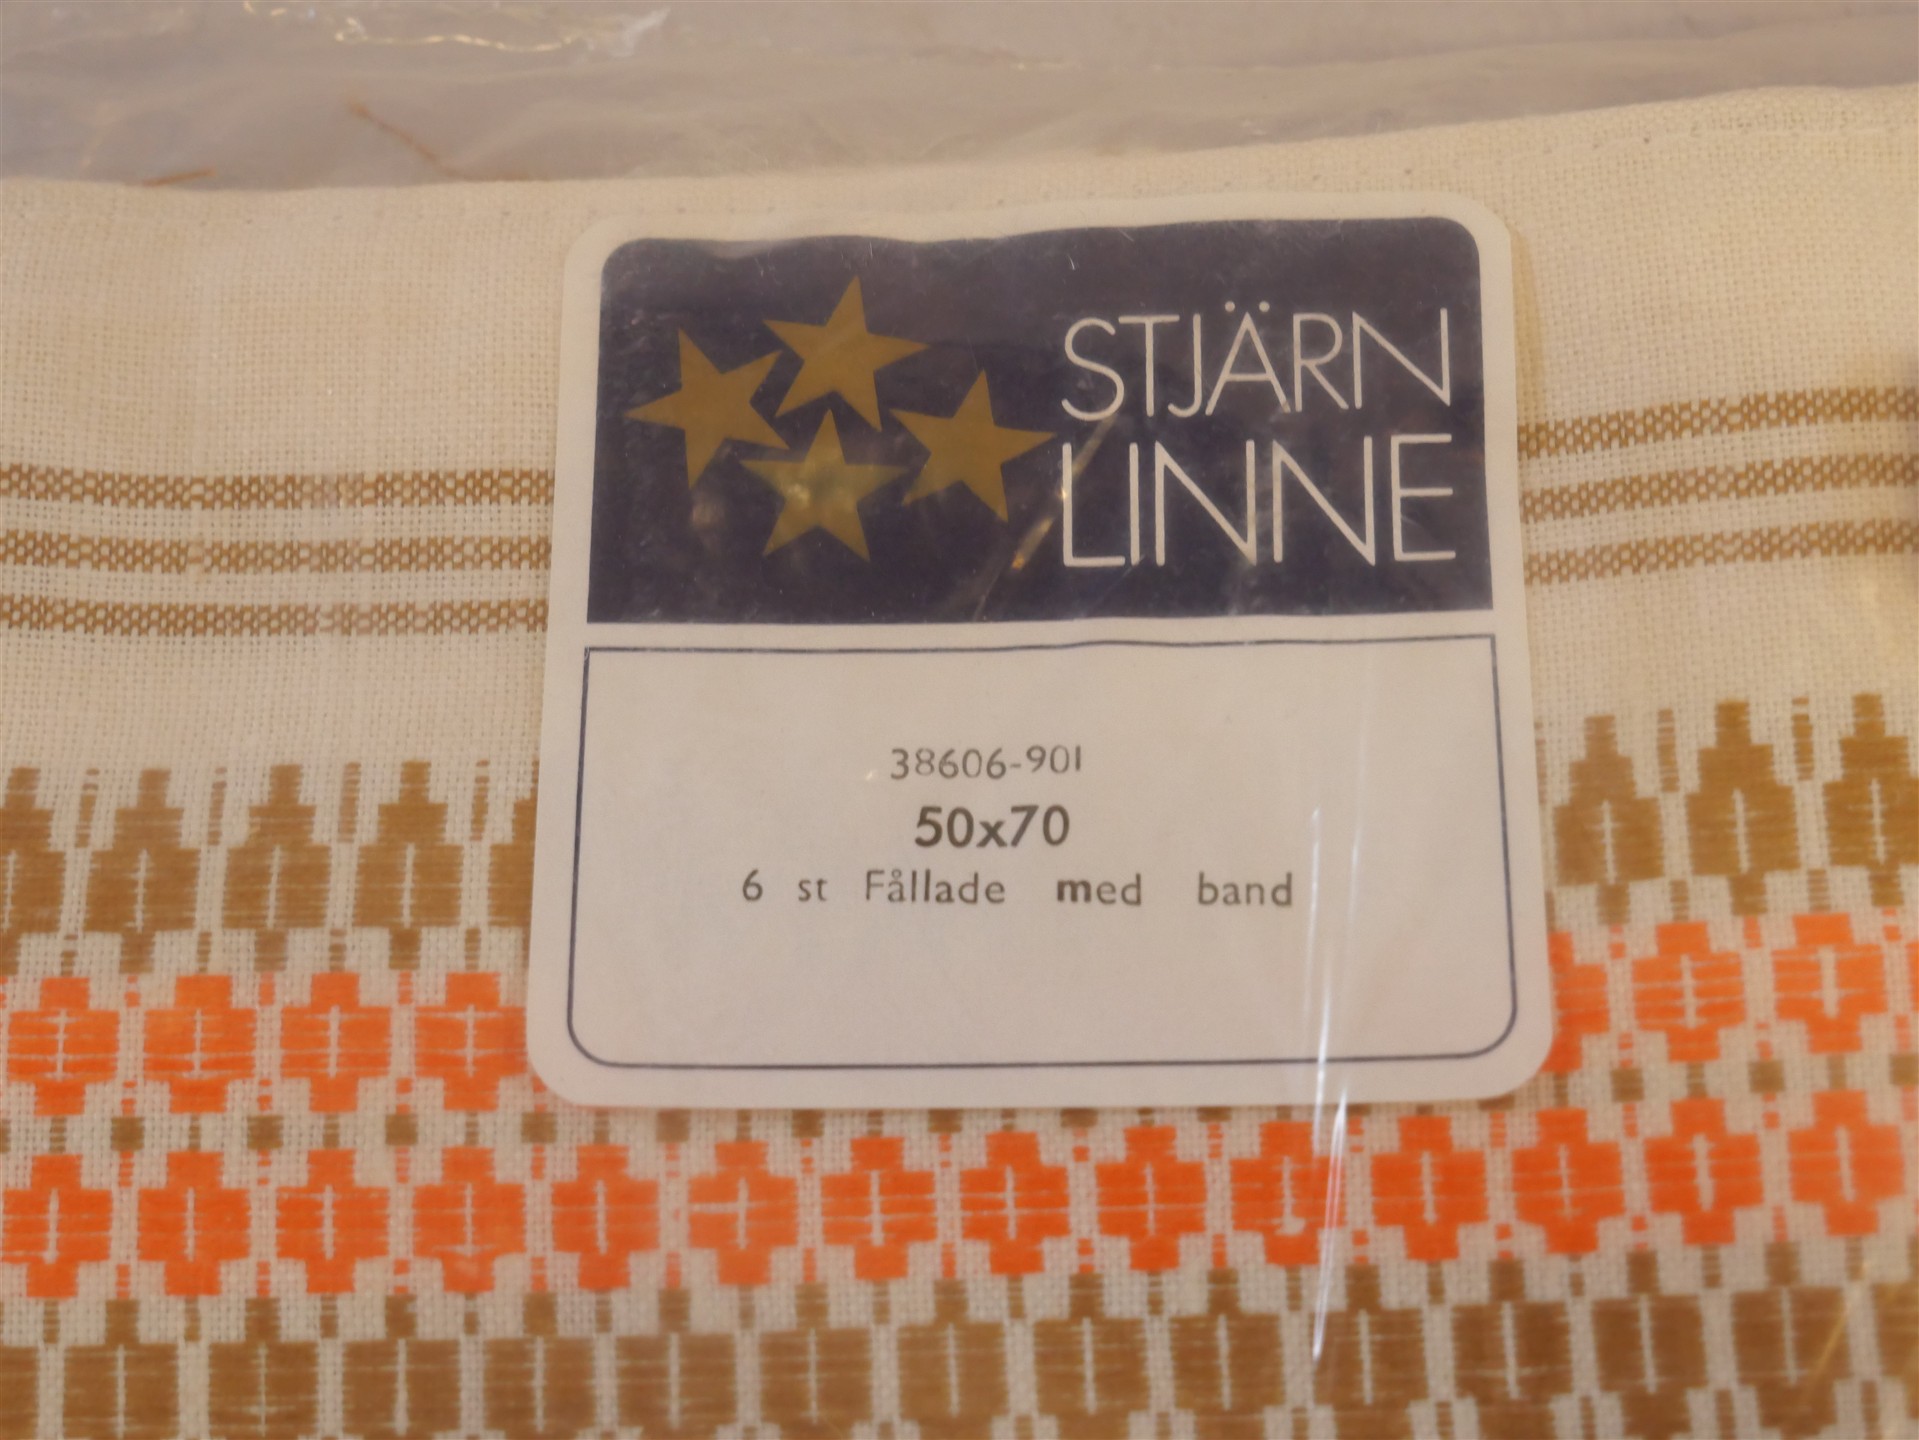 STJÄRN
LINNE
38606-901
50x70
6 st Fållade med band